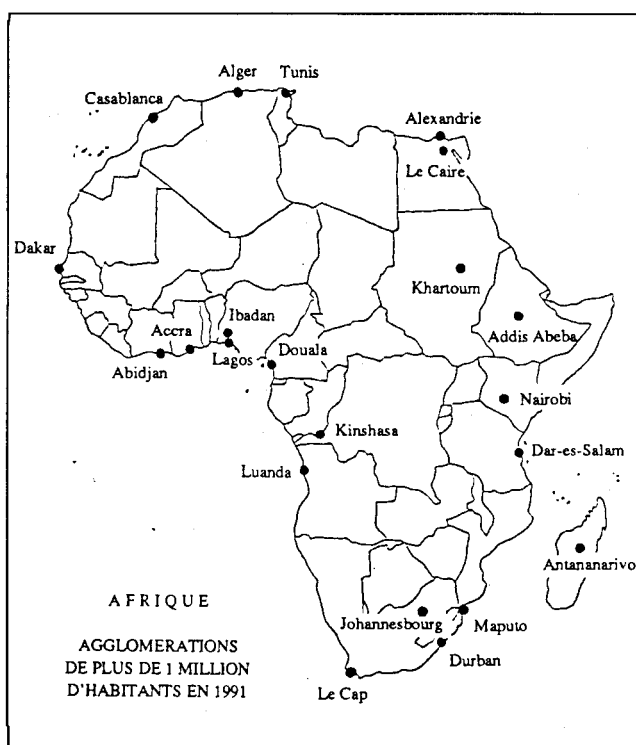 Alger
Tunis
Casablanca
Alexandrie
Le Caire
Dakar
Khartoum
Ibadan
Accra
Addis Abeba
Lagos
Douala
Abidjan
Nairobi
Kinshasa
Dar-es-Salam
Luanda
Antananarivo
AFRIQUE
Johannesbourg
Maputo
AGGLOMERATIONS
DE PLUS DE 1 MILLION
D'HABITANTS EN 1991
Durban
Le Cap